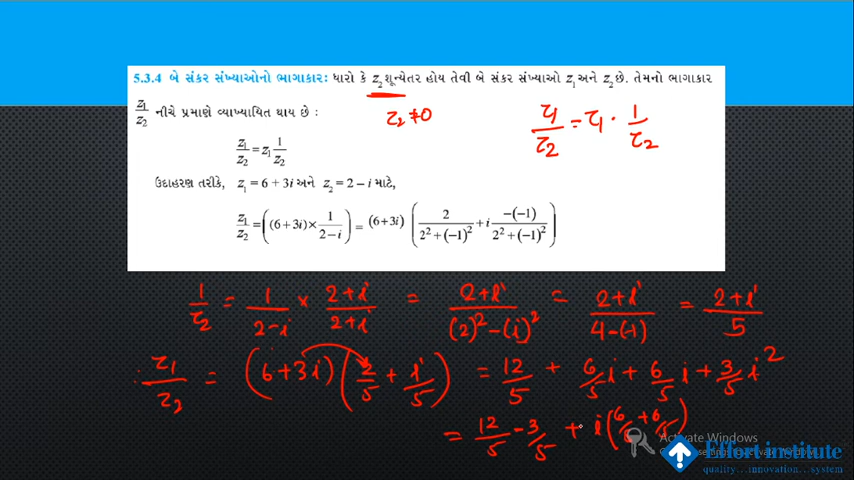 5.3.4 બે સંકર સંખ્યાઓનો ભાગાકાર: ધારો કે z₂ શૂન્યેતર હોય તેવી બે સંકર સંખ્યાઓ z₁ અને z₂ છે. તેમનો ભાગાકાર
z₁/z₂ નીચે પ્રમાણે વ્યાખ્યાયિત થાય છે :
z₂ ≠ 0
z₁/z₂ = z₁ · 1/z₂
z₁/z₂ = z₁ 1/z₂
ઉદાહરણ તરીકે, z₁ = 6 + 3i અને z₂ = 2 – i માટે,
z₁/z₂ = ((6 + 3i) × 1/(2 – i)) = (6 + 3i) (2/(2² + (–1)²) + i –(–1)/(2² + (–1)²))
1/z₂ = 1/(2-i) × (2+i)/(2+i) = (2+i)/((2)² - (i)²) = (2+i)/(4-(-1)) = (2+i)/5
∴ z₁/z₂ = (6+3i) (2/5 + i/5) = 12/5 + 6/5 i + 6/5 i + 3/5 i²
= 12/5 - 3/5 + i (6/5 + 6/5)
Activate Windows
Effort institute
quality...innovation...system